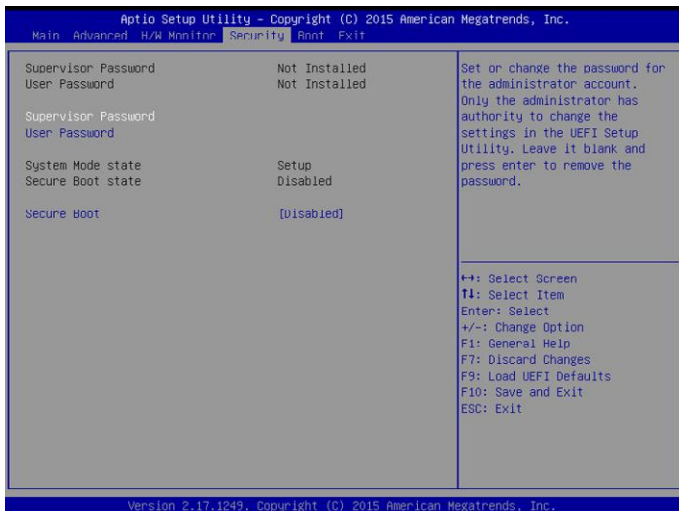 Aptio Setup Utility – Copyright (C) 2015 American Megatrends, Inc.
Main Advanced H/W Monitor Security Boot Exit
Supervisor Password Not Installed
User Password Not Installed
Supervisor Password
User Password
System Mode state Setup
Secure Boot state Disabled
Secure Boot [Disabled]
Set or change the password for
the administrator account.
Only the administrator has
authority to change the
settings in the UEFI Setup
Utility. Leave it blank and
press enter to remove the
password.
↔: Select Screen
↑↓: Select Item
Enter: Select
+/-: Change Option
F1: General Help
F7: Discard Changes
F9: Load UEFI Defaults
F10: Save and Exit
ESC: Exit
Version 2.17.1249. Copyright (C) 2015 American Megatrends, Inc.